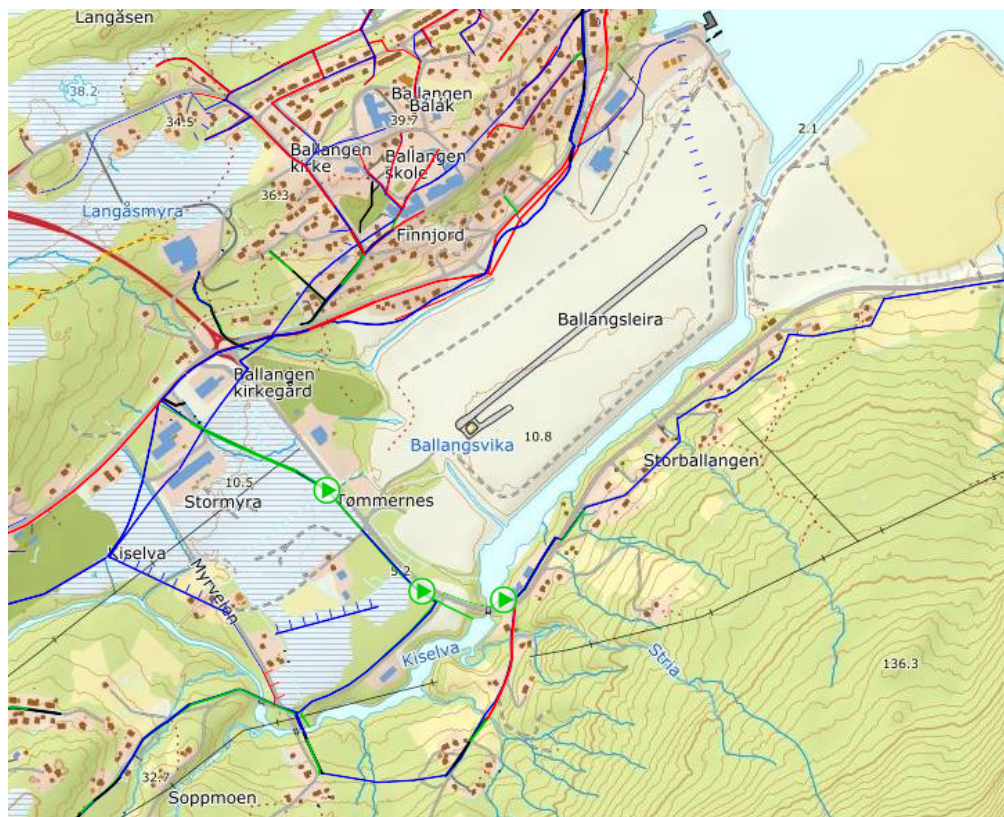 Langåsen
38.2
Ballangen
Bálák
34.5
39.7
2.1
Ballangen
kirke
Ballangen
skole
36.3
Langåsmyra
Finnjord
Ballangsleira
Ballangen
kirkegård
10.8
Ballangsvika
Storballangen
10.5
Stormyra
Tømmernes
Kiselva
Myrveien
5.2
Kiselva
Stria
136.3
32.7
Soppmoen